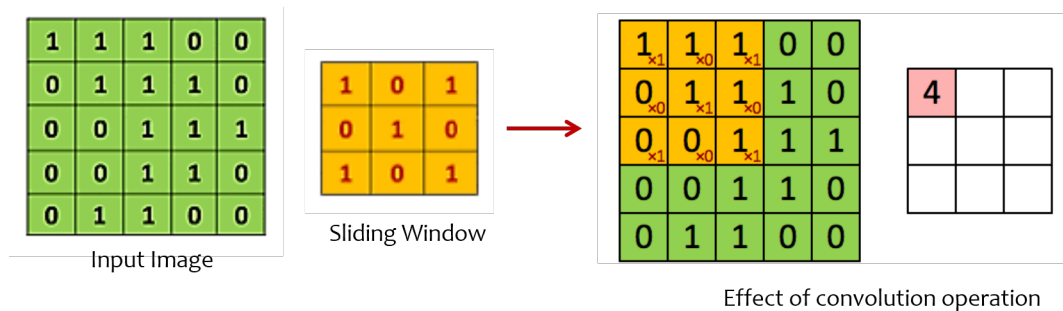 1 1 1 0 0
0 1 1 1 0
0 0 1 1 1
0 0 1 1 0
0 1 1 0 0
Input Image
1 0 1
0 1 0
1 0 1
Sliding Window
1×1 1×0 1×1 0 0
0×0 1×1 1×0 1 0
0×1 0×0 1×1 1 1
0 0 1 1 0
0 1 1 0 0
4
Effect of convolution operation